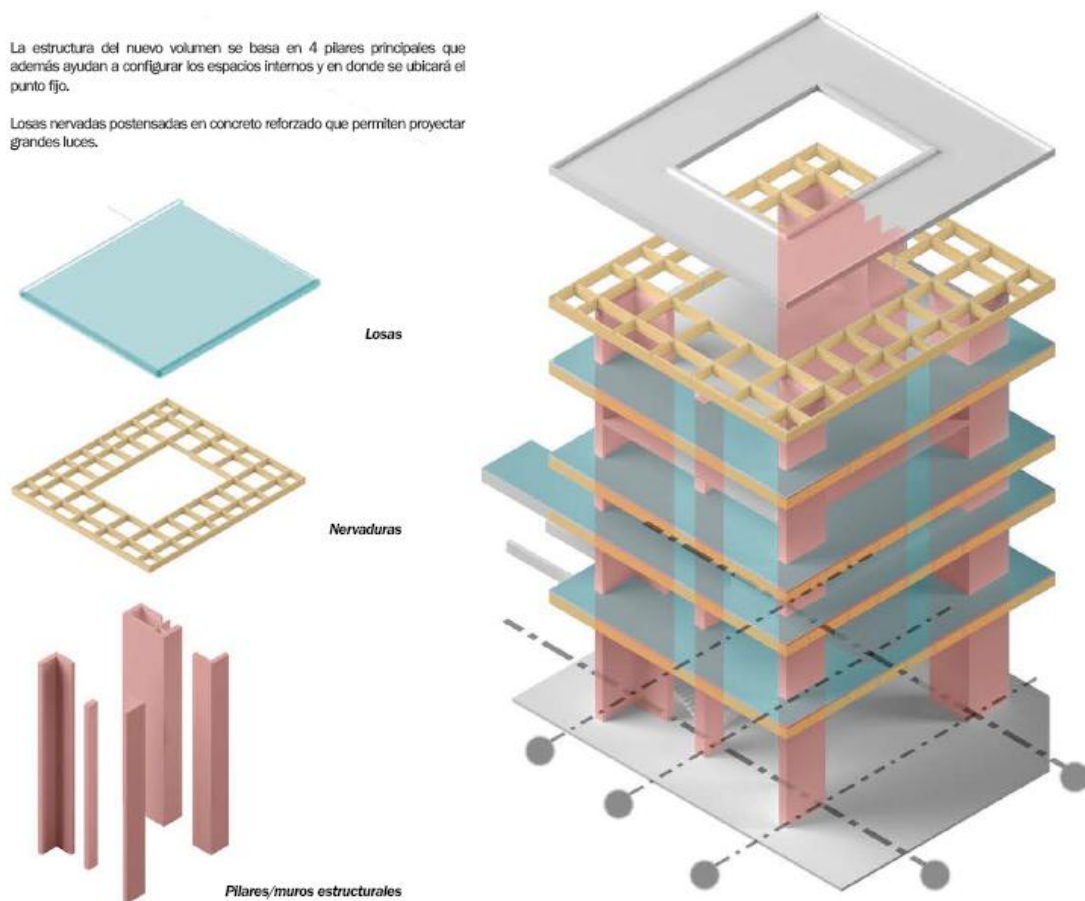 La estructura del nuevo volumen se basa en 4 pilares principales que
además ayudan a configurar los espacios internos y en donde se ubicará el
punto fijo.
Losas nervadas postensadas en concreto reforzado que permiten proyectar
grandes luces.
Losas
Nervaduras
Pilares/muros estructurales